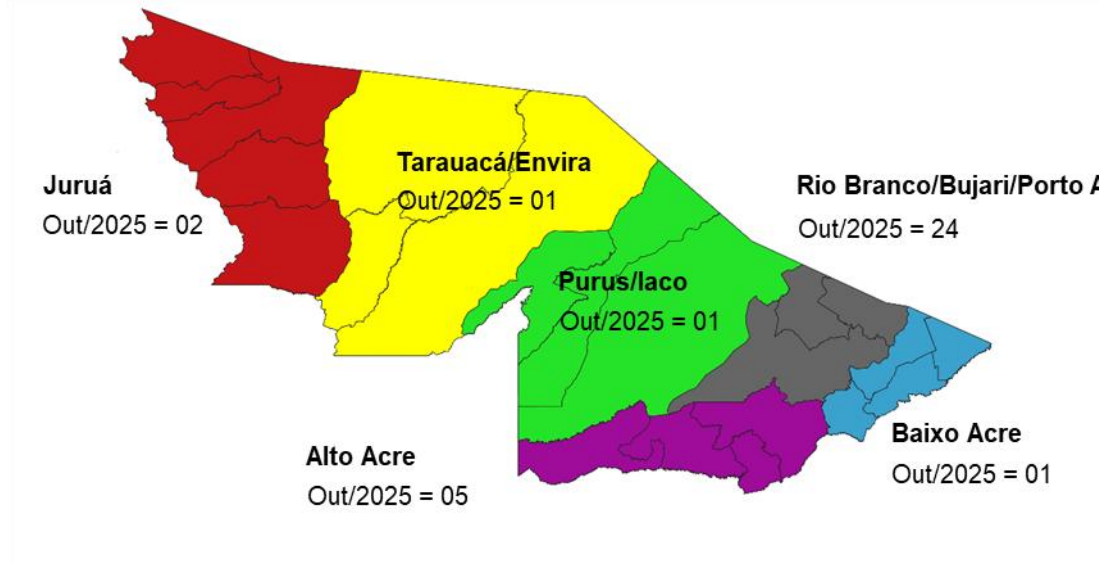 Juruá
Out/2025 = 02
Tarauacá/Envira
Out/2025 = 01
Purus/Iaco
Out/2025 = 01
Rio Branco/Bujari/Porto
Out/2025 = 24
Alto Acre
Out/2025 = 05
Baixo Acre
Out/2025 = 01